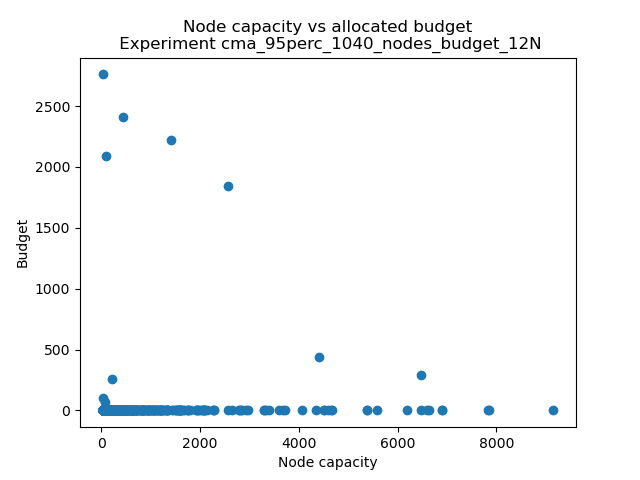 Node capacity vs allocated budget
Experiment cma_95perc_1040_nodes_budget_12N
2500
2000
1500
1000
500
0
Budget
0 2000 4000 6000 8000
Node capacity